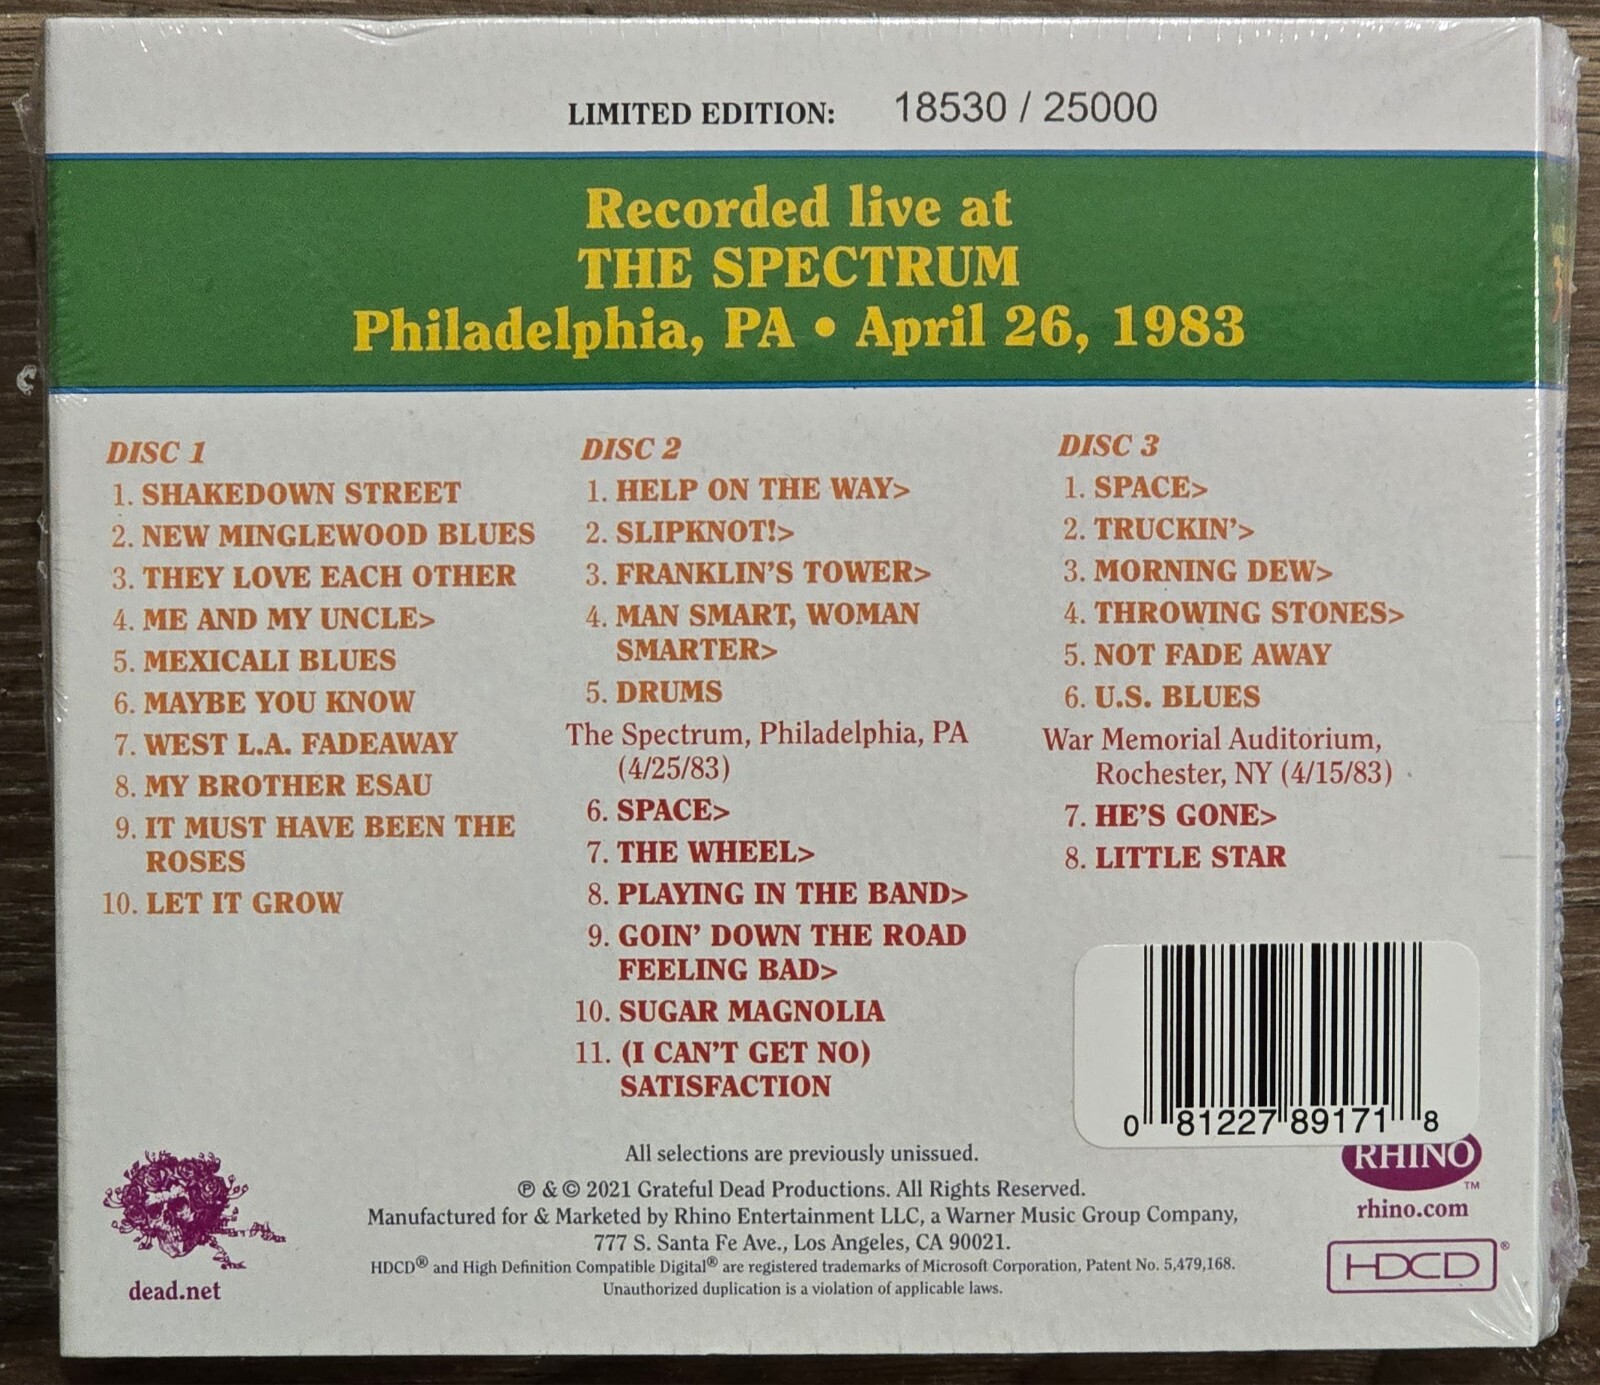 LIMITED EDITION: 18530 / 25000
Recorded live at
THE SPECTRUM
Philadelphia, PA • April 26, 1983
DISC 1
1. SHAKEDOWN STREET
2. NEW MINGLEWOOD BLUES
3. THEY LOVE EACH OTHER
4. ME AND MY UNCLE>
5. MEXICALI BLUES
6. MAYBE YOU KNOW
7. WEST L.A. FADEAWAY
8. MY BROTHER ESAU
9. IT MUST HAVE BEEN THE
ROSES
10. LET IT GROW
DISC 2
1. HELP ON THE WAY>
2. SLIPKNOT!>
3. FRANKLIN'S TOWER>
4. MAN SMART, WOMAN
SMARTER>
5. DRUMS
The Spectrum, Philadelphia, PA
(4/25/83)
6. SPACE>
7. THE WHEEL>
8. PLAYING IN THE BAND>
9. GOIN' DOWN THE ROAD
FEELING BAD>
10. SUGAR MAGNOLIA
11. (I CAN'T GET NO)
SATISFACTION
DISC 3
1. SPACE>
2. TRUCKIN'>
3. MORNING DEW>
4. THROWING STONES>
5. NOT FADE AWAY
6. U.S. BLUES
War Memorial Auditorium,
Rochester, NY (4/15/83)
7. HE'S GONE>
8. LITTLE STAR
0 81227 89171 8
All selections are previously unissued.
℗ & © 2021 Grateful Dead Productions. All Rights Reserved.
Manufactured for & Marketed by Rhino Entertainment LLC, a Warner Music Group Company,
777 S. Santa Fe Ave., Los Angeles, CA 90021.
HDCD® and High Definition Compatible Digital® are registered trademarks of Microsoft Corporation, Patent No. 5,479,168.
Unauthorized duplication is a violation of applicable laws.
dead.net
RHINO™
rhino.com
HDCD®